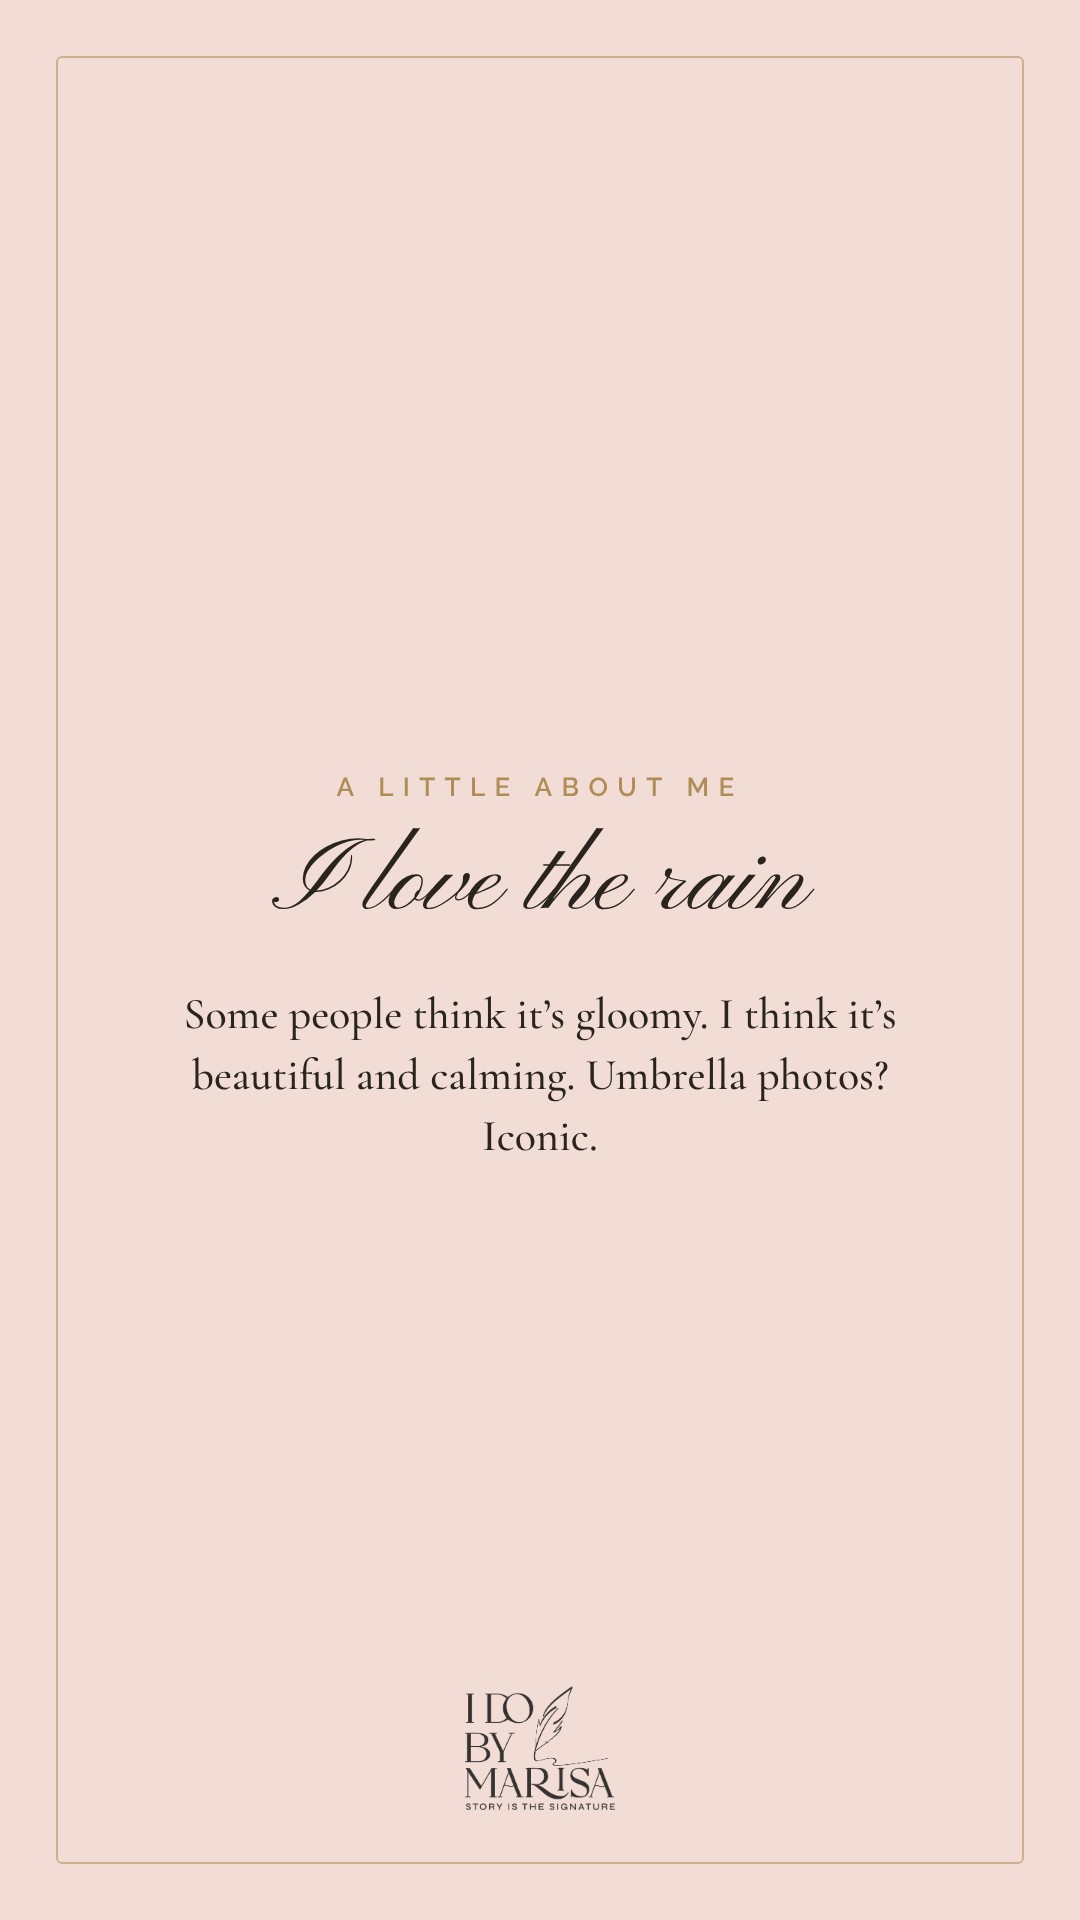 A LITTLE ABOUT ME
I love the rain
Some people think it’s gloomy. I think it’s
beautiful and calming. Umbrella photos?
Iconic.
I DO
BY
MARISA
STORY IS THE SIGNATURE